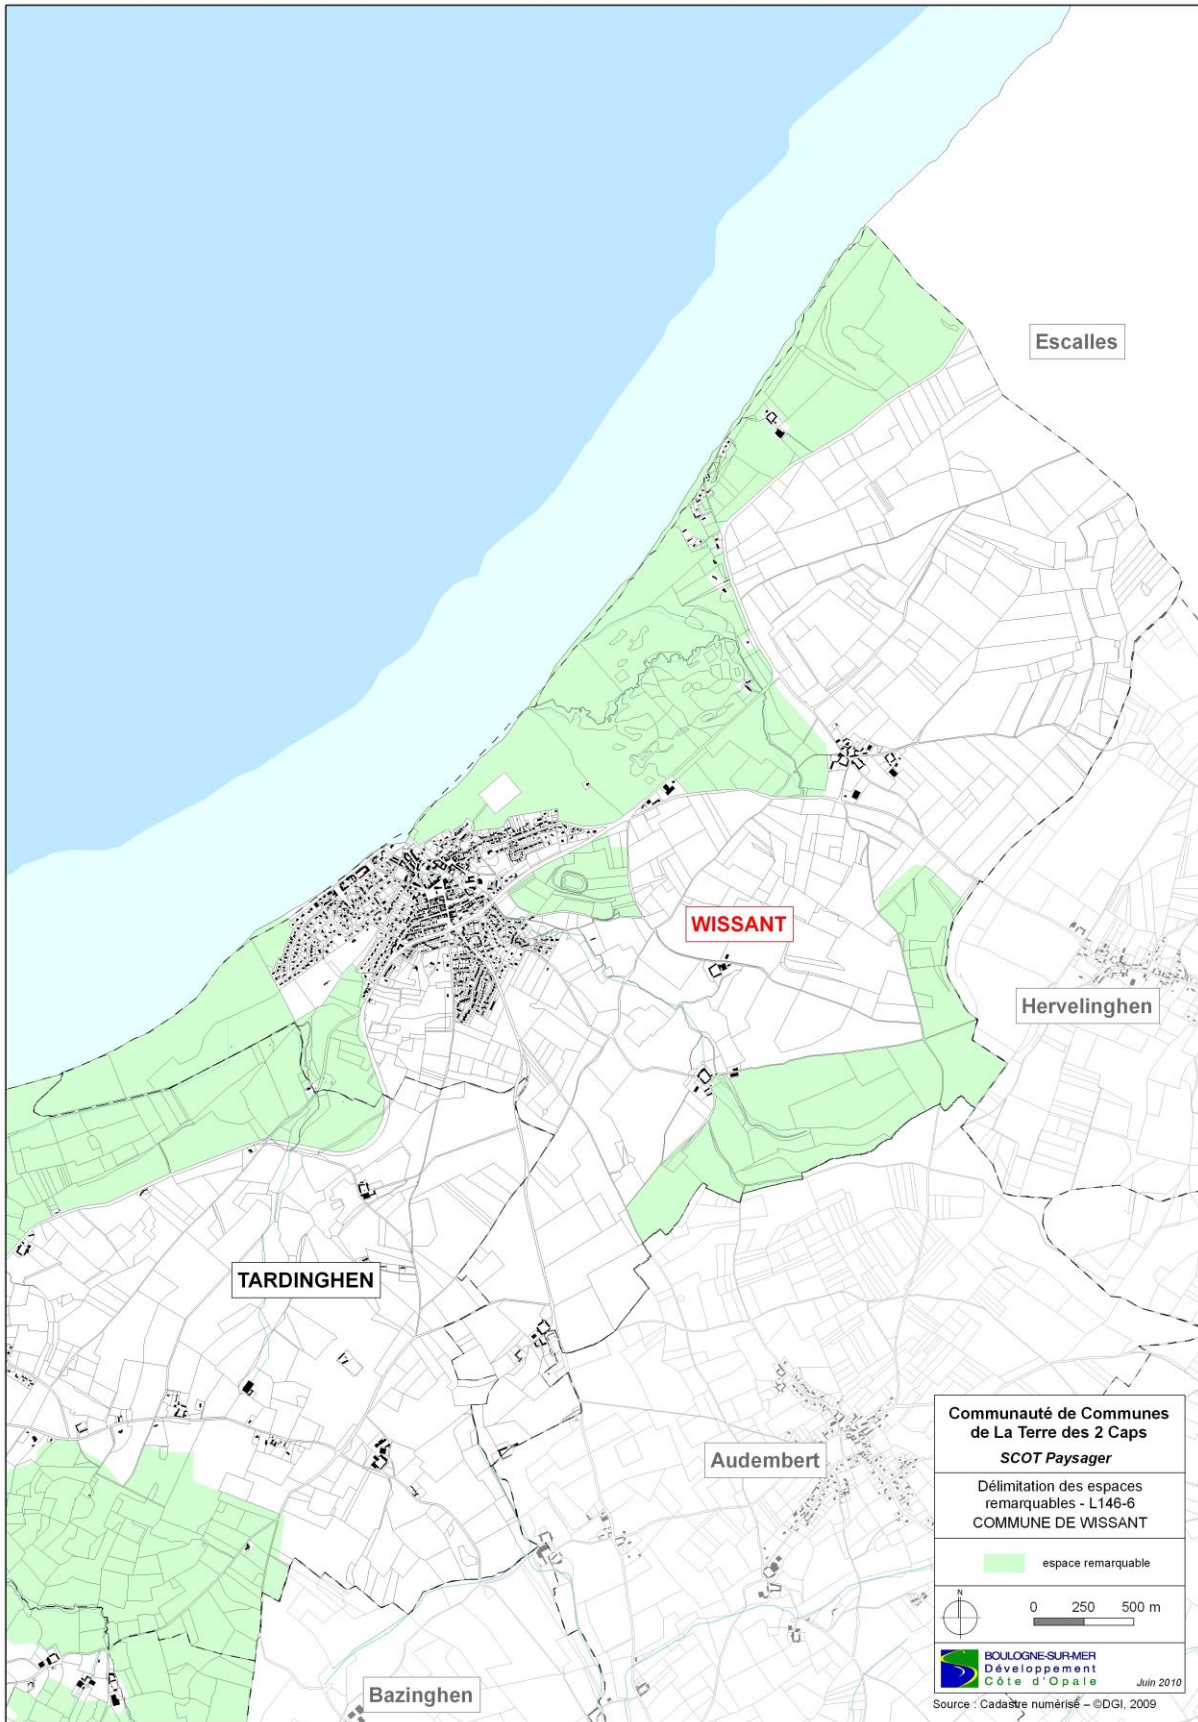 Escalles
WISSANT
Hervelinghen
TARDINGHEN
Audembert
Bazinghen
Communauté de Communes
de La Terre des 2 Caps
SCOT Paysager
Délimitation des espaces
remarquables - L146-6
COMMUNE DE WISSANT
espace remarquable
N
0 250 500 m
BOULOGNE-SUR-MER
Développement
Côte d'Opale
Juin 2010
Source : Cadastre numérisé – ©DGI, 2009